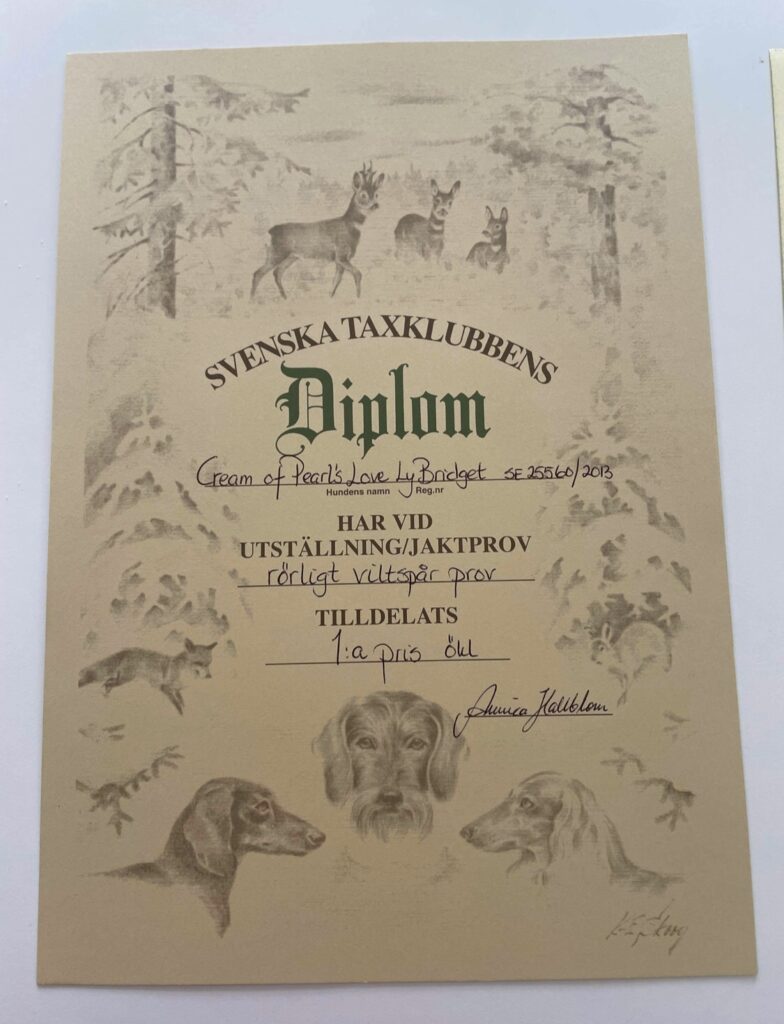 SVENSKA TAXKLUBBENS
Diplom
Cream of Pearl's Love Ly Bridget SE 25560/2013
Hundens namn Reg.nr
HAR VID
UTSTÄLLNING/JAKTPROV
rörligt viltspår prov
TILLDELATS
1:a pris ökl
Annica Hallblom
K-E Skoog